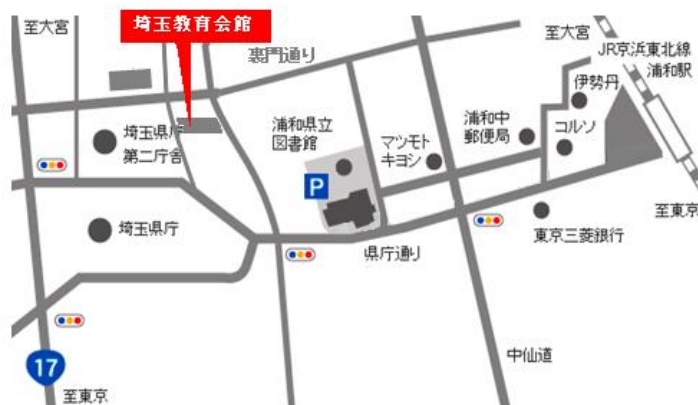 至大宮
埼玉教育会館
裏門通り
至大宮
JR京浜東北線
浦和駅
伊勢丹
埼玉県庁
第二庁舎
浦和県立
図書館
マツモト
キヨシ
浦和中
郵便局
コルソ
P
埼玉県庁
至東京
東京三菱銀行
県庁通り
中仙道
17
至東京